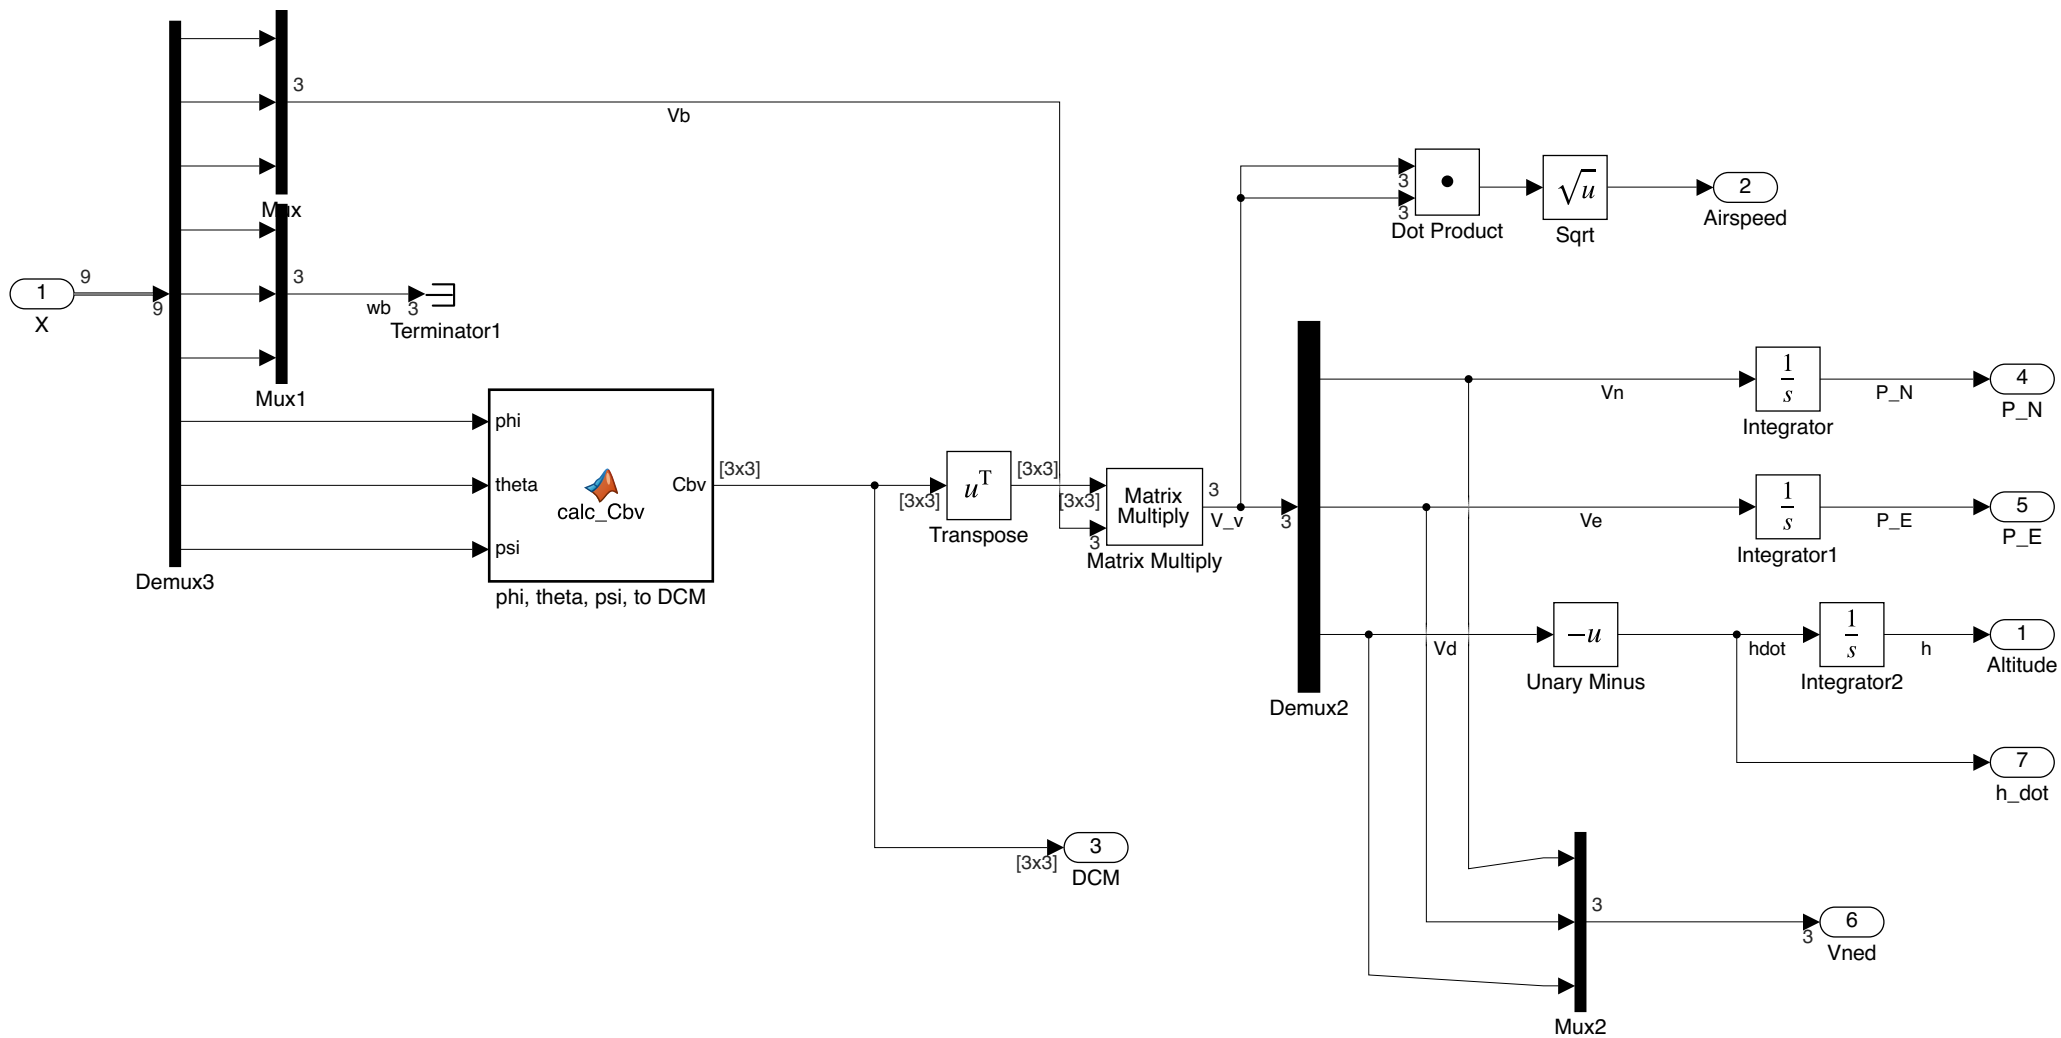 3
Vb
Mux
9
1
X
9
3
wb
3
Terminator1
Mux1
phi
theta
psi
calc_Cbv
Cbv
phi, theta, psi, to DCM
Demux3
[3x3]
[3x3]
u^T
Transpose
[3x3]
[3x3]
3
Matrix
Multiply
Matrix Multiply
3
V_v
3
3
3
Dot Product
√u
Sqrt
2
Airspeed
Demux2
Vn
1
s
Integrator
P_N
4
P_N
Ve
1
s
Integrator1
P_E
5
P_E
Vd
−u
Unary Minus
hdot
1
s
Integrator2
h
1
Altitude
7
h_dot
[3x3]
3
DCM
3
Mux2
3
6
Vned